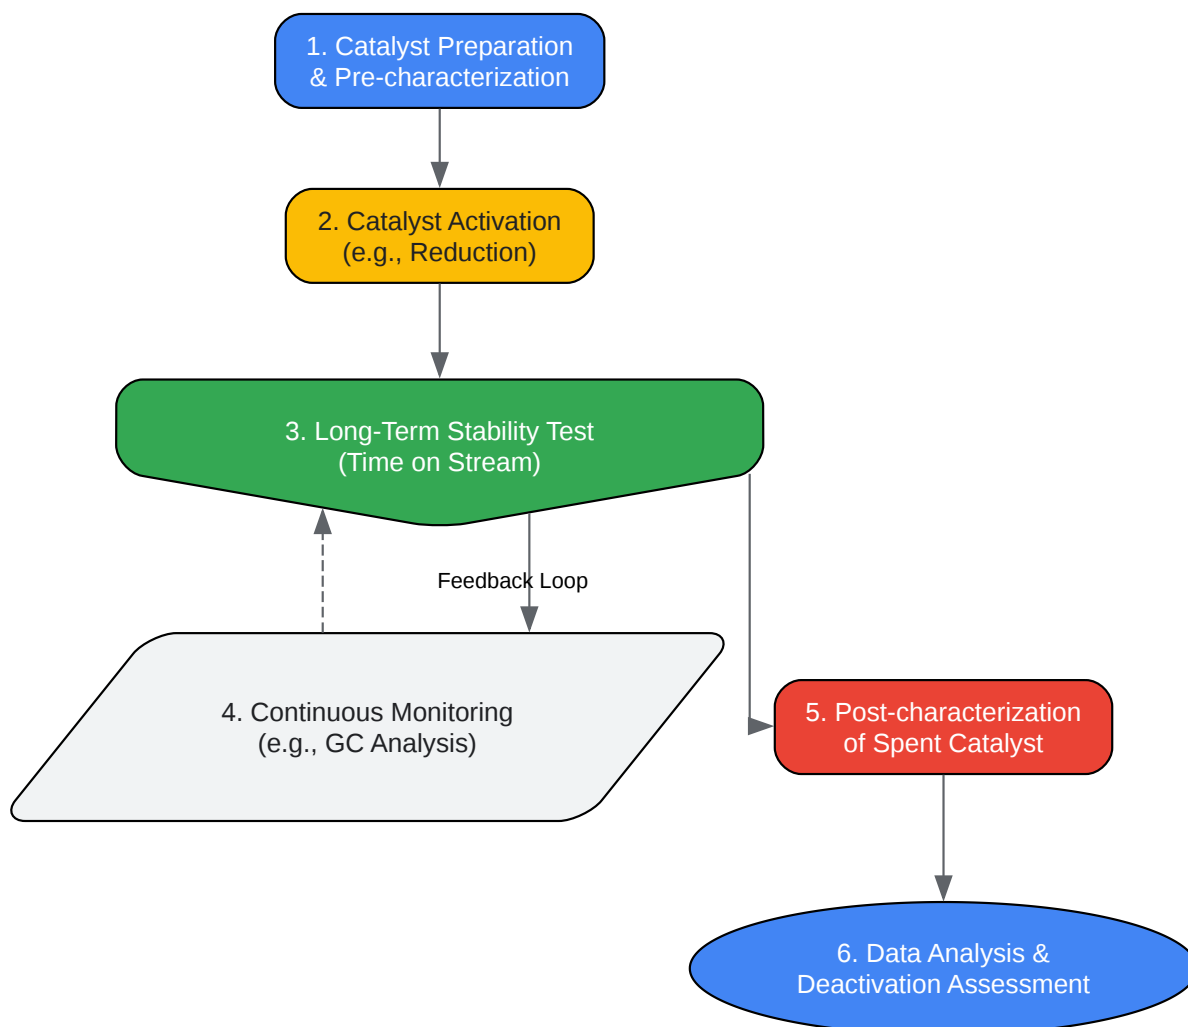 1. Catalyst Preparation
& Pre-characterization
2. Catalyst Activation
(e.g., Reduction)
3. Long-Term Stability Test
(Time on Stream)
Feedback Loop
4. Continuous Monitoring
(e.g., GC Analysis)
5. Post-characterization
of Spent Catalyst
6. Data Analysis &
Deactivation Assessment